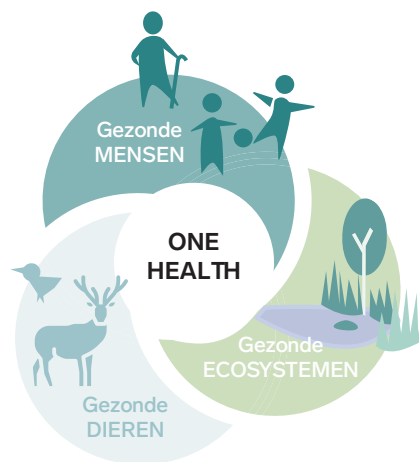 Gezonde
MENSEN
ONE
HEALTH
Gezonde
ECOSYSTEMEN
Gezonde
DIEREN